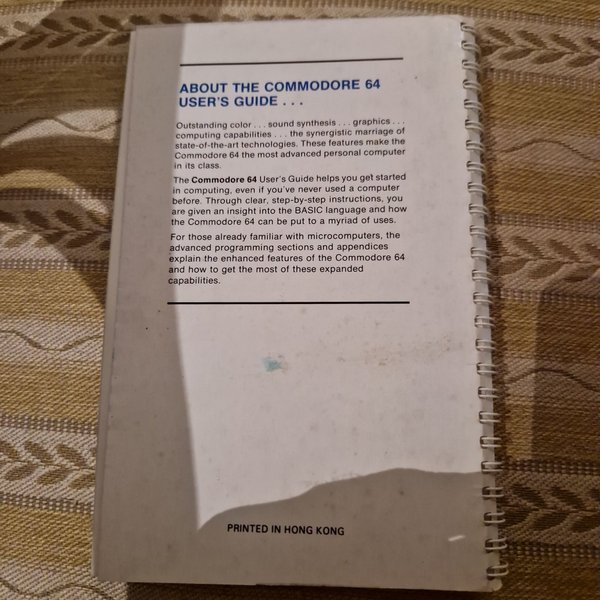 ABOUT THE COMMODORE 64
USER'S GUIDE . . .
Outstanding color . . . sound synthesis . . . graphics . . .
computing capabilities . . . the synergistic marriage of
state-of-the-art technologies. These features make the
Commodore 64 the most advanced personal computer
in its class.
The Commodore 64 User's Guide helps you get started
in computing, even if you've never used a computer
before. Through clear, step-by-step instructions, you
are given an insight into the BASIC language and how
the Commodore 64 can be put to a myriad of uses.
For those already familiar with microcomputers, the
advanced programming sections and appendices
explain the enhanced features of the Commodore 64
and how to get the most of these expanded
capabilities.
PRINTED IN HONG KONG